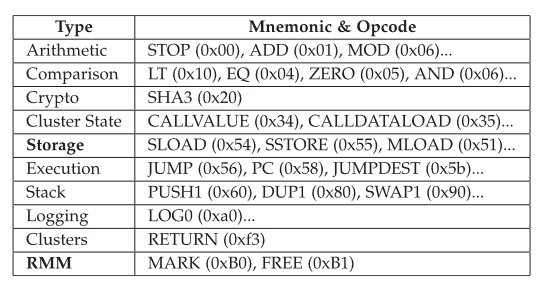 Type Mnemonic & Opcode
Arithmetic STOP (0x00), ADD (0x01), MOD (0x06)...
Comparison LT (0x10), EQ (0x04), ZERO (0x05), AND (0x06)...
Crypto SHA3 (0x20)
Cluster State CALLVALUE (0x34), CALLDATALOAD (0x35)...
Storage SLOAD (0x54), SSTORE (0x55), MLOAD (0x51)...
Execution JUMP (0x56), PC (0x58), JUMPDEST (0x5b)...
Stack PUSH1 (0x60), DUP1 (0x80), SWAP1 (0x90)...
Logging LOG0 (0xa0)...
Clusters RETURN (0xf3)
RMM MARK (0xB0), FREE (0xB1)